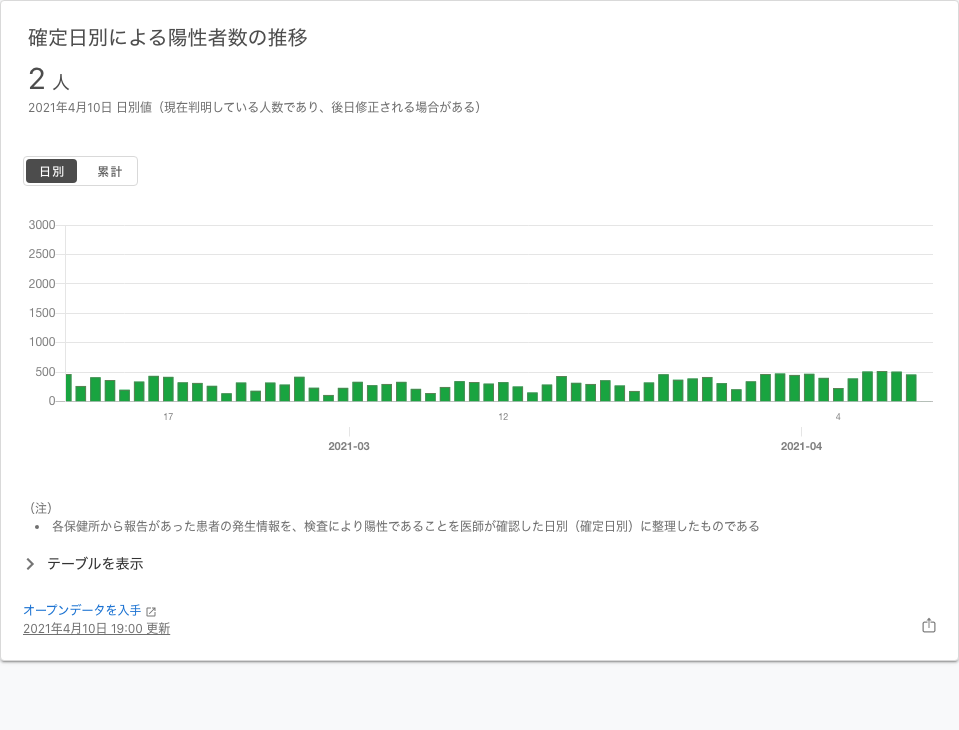 確定日別による陽性者数の推移
2 人
2021年4月10日 日別値（現在判明している人数であり、後日修正される場合がある）
日別 累計
3000
2500
2000
1500
1000
500
0
17 12 4
2021-03 2021-04
（注）
• 各保健所から報告があった患者の発生情報を、検査により陽性であることを医師が確認した日別（確定日別）に整理したものである
テーブルを表示
オープンデータを入手
2021年4月10日 19:00 更新